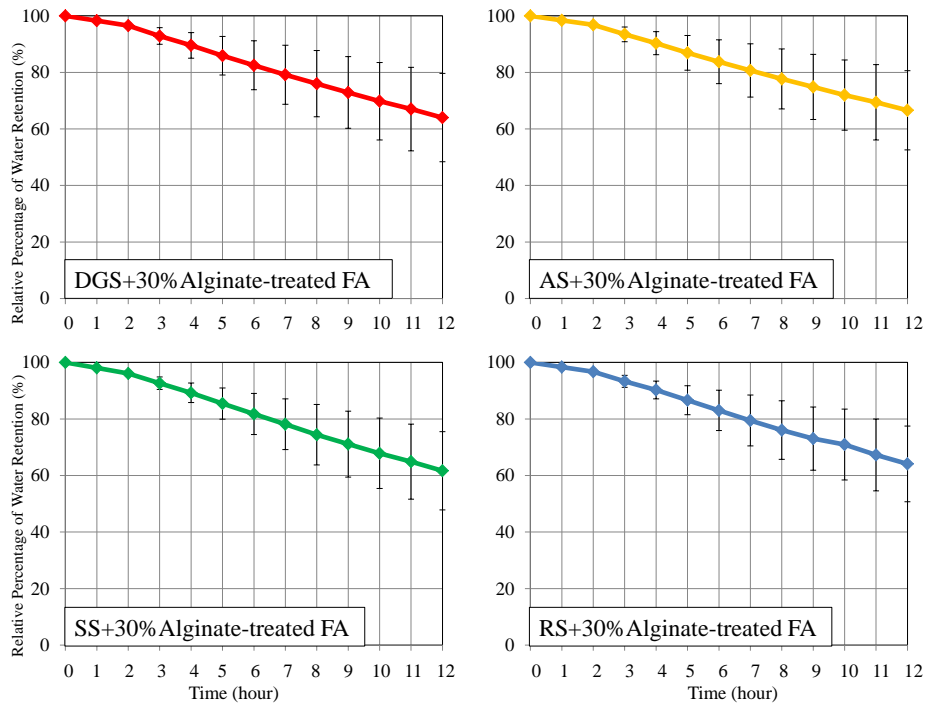 Relative Percentage of Water Retention (%)
100
80
60
40
20
0
DGS+30% Alginate-treated FA
0 1 2 3 4 5 6 7 8 9 10 11 12
100
80
60
40
20
0
AS+30% Alginate-treated FA
0 1 2 3 4 5 6 7 8 9 10 11 12
Relative Percentage of Water Retention (%)
100
80
60
40
20
0
SS+30% Alginate-treated FA
0 1 2 3 4 5 6 7 8 9 10 11 12
Time (hour)
100
80
60
40
20
0
RS+30% Alginate-treated FA
0 1 2 3 4 5 6 7 8 9 10 11 12
Time (hour)